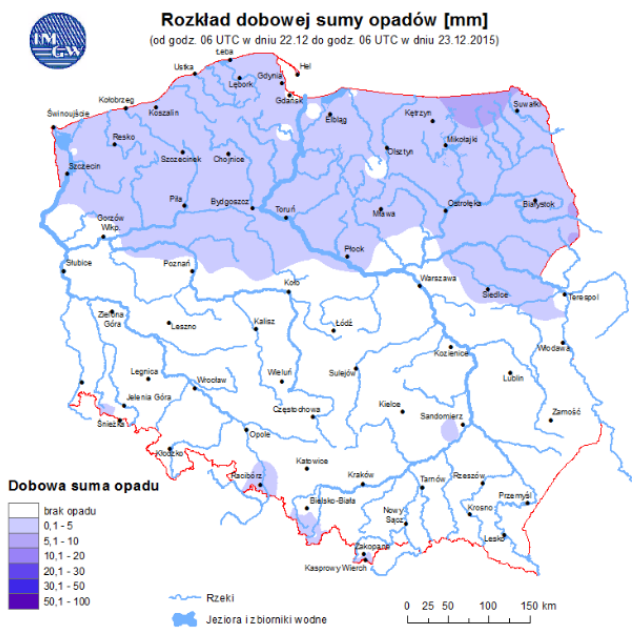 IM
GW
Rozkład dobowej sumy opadów [mm]
(od godz. 06 UTC w dniu 22.12 do godz. 06 UTC w dniu 23.12.2015)
Łeba
Hel
Ustka
Lębork
Gdynia
Gdańsk
Kołobrzeg
Koszalin
Świnoujście
Elbląg
Kętrzyn
Suwałki
Resko
Szczecinek
Chojnice
Olsztyn
Mikołajki
Szczecin
Piła
Bydgoszcz
Toruń
Mława
Ostrołęka
Białystok
Gorzów
Wlkp.
Płock
Słubice
Poznań
Koło
Warszawa
Siedlce
Terespol
Zielona
Góra
Leszno
Kalisz
Łódź
Kozienice
Włodawa
Legnica
Wrocław
Wieluń
Sulejów
Lublin
Jelenia Góra
Śnieżka
Częstochowa
Kielce
Sandomierz
Zamość
Kłodzko
Opole
Racibórz
Katowice
Kraków
Tarnów
Rzeszów
Przemyśl
Bielsko-Biała
Nowy
Sącz
Krosno
Lesko
Zakopane
Kasprowy Wierch
Dobowa suma opadu
brak opadu
0,1 - 5
5,1 - 10
10,1 - 20
20,1 - 30
30,1 - 50
50,1 - 100
Rzeki
Jeziora i zbiorniki wodne
0 25 50 100 150 km